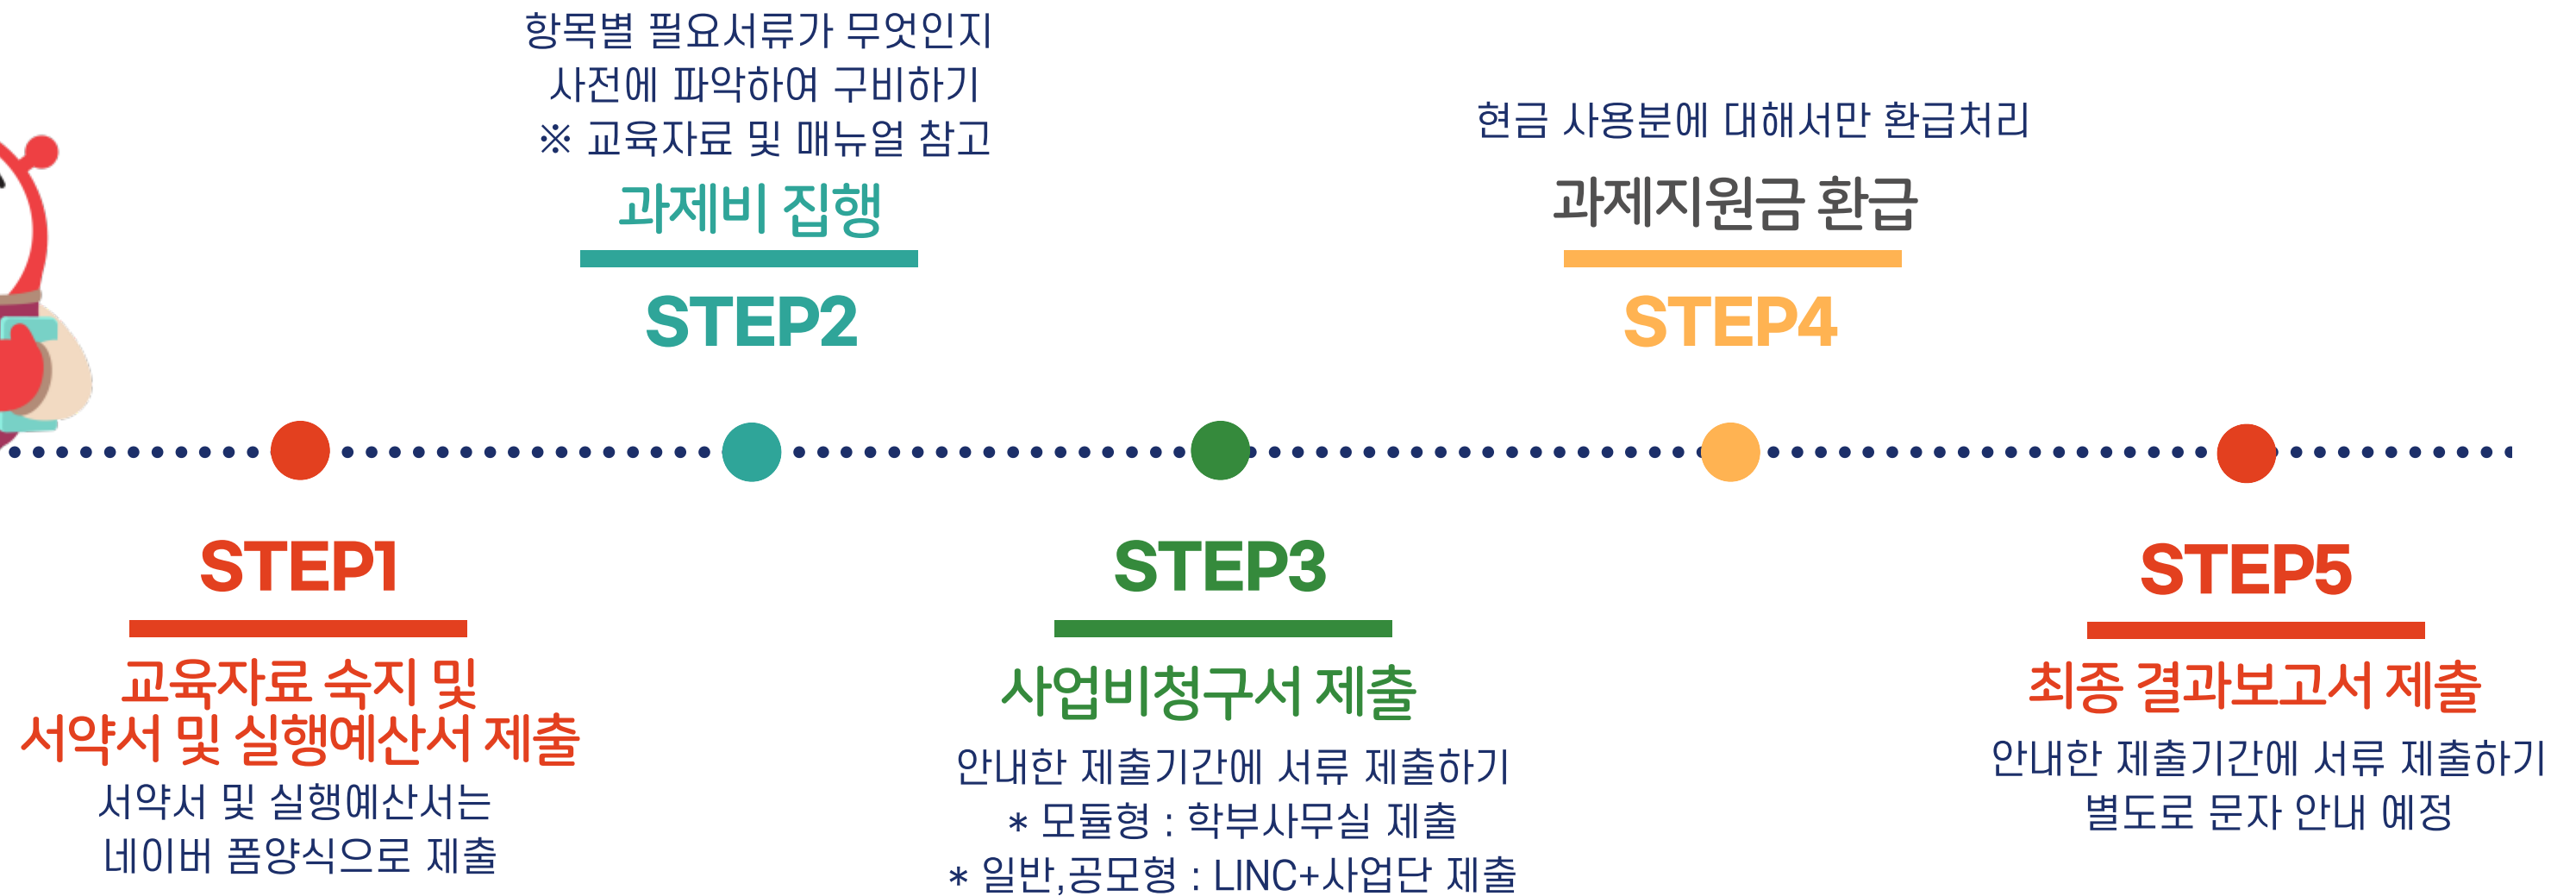 STEP1
교육자료 숙지 및
서약서 및 실행예산서 제출
서약서 및 실행예산서는
네이버 폼양식으로 제출
항목별 필요서류가 무엇인지
사전에 파악하여 구비하기
※ 교육자료 및 매뉴얼 참고
과제비 집행
STEP2
STEP3
사업비청구서 제출
안내한 제출기간에 서류 제출하기
* 모듈형 : 학부사무실 제출
* 일반,공모형 : LINC+사업단 제출
현금 사용분에 대해서만 환급처리
과제지원금 환급
STEP4
STEP5
최종 결과보고서 제출
안내한 제출기간에 서류 제출하기
별도로 문자 안내 예정